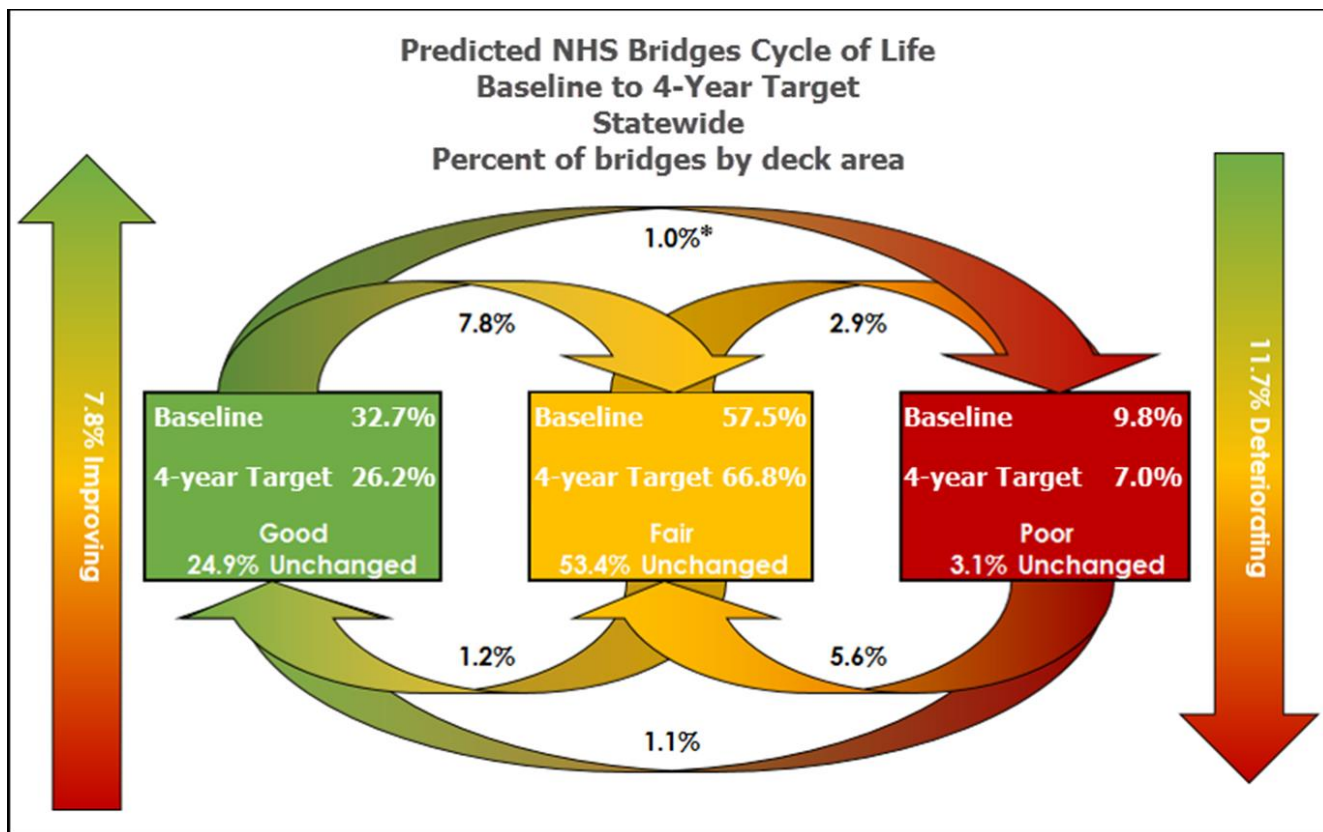 Predicted NHS Bridges Cycle of Life
Baseline to 4-Year Target
Statewide
Percent of bridges by deck area
1.0%*
7.8%
2.9%
7.8% Improving
11.7% Deteriorating
Baseline 32.7%
4-year Target 26.2%
Good
24.9% Unchanged
Baseline 57.5%
4-year Target 66.8%
Fair
53.4% Unchanged
Baseline 9.8%
4-year Target 7.0%
Poor
3.1% Unchanged
1.2%
5.6%
1.1%